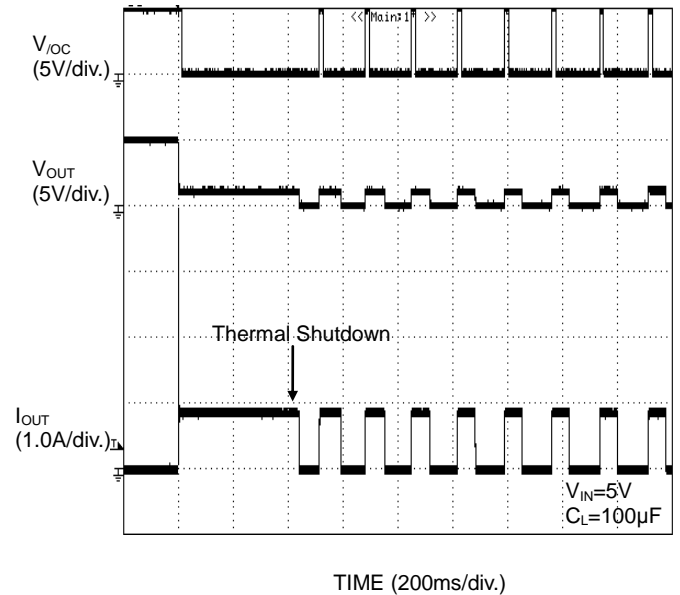 << Main:1 >>
V/OC
(5V/div.)
VOUT
(5V/div.)
Thermal Shutdown
IOUT
(1.0A/div.)
VIN=5V
CL=100µF
TIME (200ms/div.)